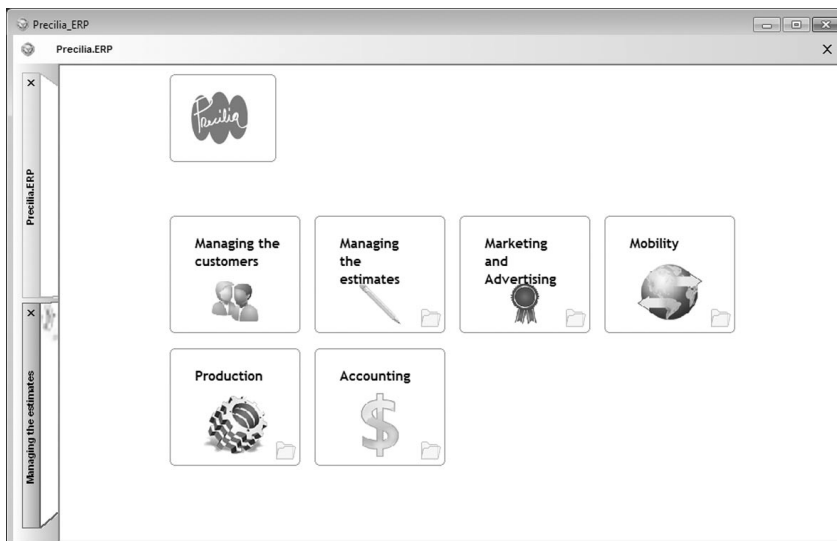 Precilia_ERP
Precilia.ERP
Precilia.ERP
Managing the estimates
Precilia
Managing the
customers
Managing
the
estimates
Marketing
and
Advertising
Mobility
Production
Accounting